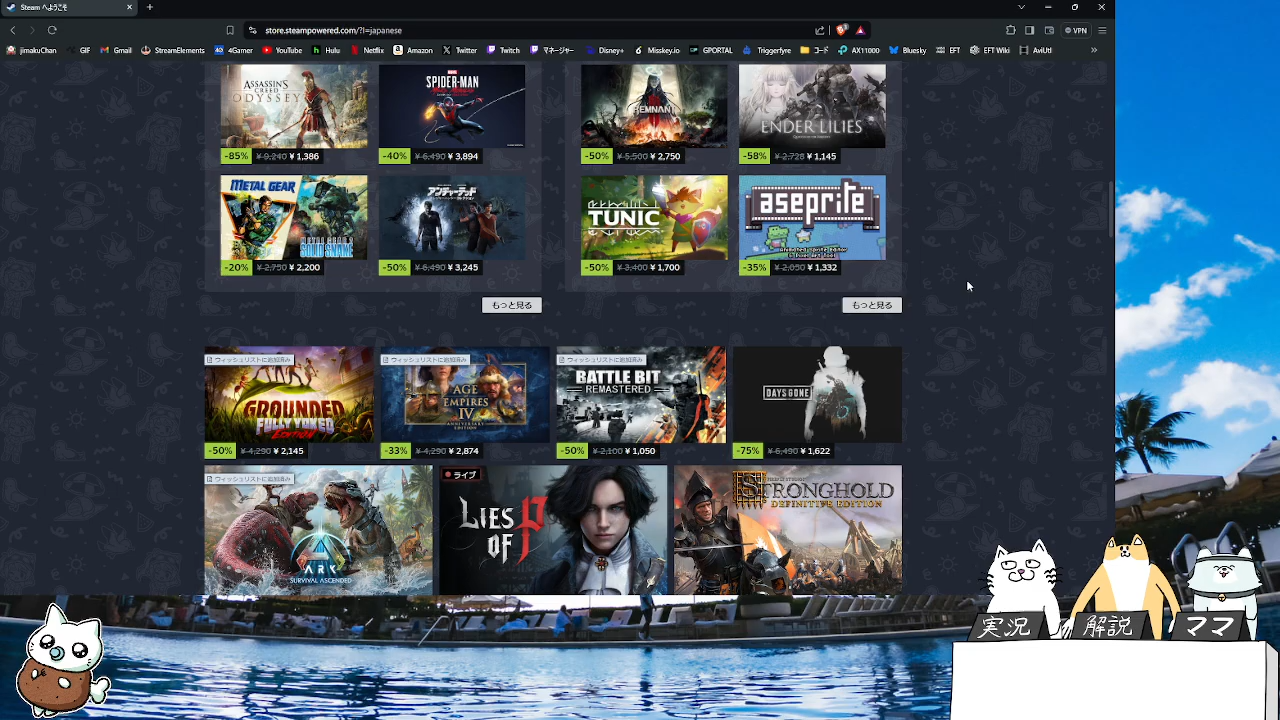 Steam へようこそ
store.steampowered.com/?l=japanese
VPN
jimakuChan
GIF
Gmail
StreamElements
4Gamer
YouTube
Hulu
Netflix
Amazon
Twitter
Twitch
マネージャー
Disney+
Misskey.io
GPORTAL
Triggerfyre
コード
AX11000
Bluesky
EFT
EFT Wiki
AviUtl
ASSASSIN'S CREED ODYSSEY
SPIDER-MAN
REMNANT
ENDER LILIES
-85% ¥ 9,240 ¥ 1,386
-40% ¥ 6,490 ¥ 3,894
-50% ¥ 5,500 ¥ 2,750
-58% ¥ 2,728 ¥ 1,145
METAL GEAR
METAL GEAR 2 SOLID SNAKE
アンチャーテッド
TUNIC
aseprite
Animated sprite editor
& pixel art tool
-20% ¥ 2,750 ¥ 2,200
-50% ¥ 6,490 ¥ 3,245
-50% ¥ 3,400 ¥ 1,700
-35% ¥ 2,050 ¥ 1,332
もっと見る
もっと見る
ウィッシュリストに追加済み
ウィッシュリストに追加済み
ウィッシュリストに追加済み
GROUNDED
FULLY YOKED
EDITION
AGE
EMPIRES
IV
ANNIVERSARY
EDITION
BATTLE BIT
REMASTERED
DAYS GONE
-50% ¥ 4,290 ¥ 2,145
-33% ¥ 4,290 ¥ 2,874
-50% ¥ 2,100 ¥ 1,050
-75% ¥ 6,490 ¥ 1,622
ウィッシュリストに追加済み
ライブ
ARK
SURVIVAL ASCENDED
LIES
OF P
STRONGHOLD
DEFINITIVE EDITION
実況
解説
ママ